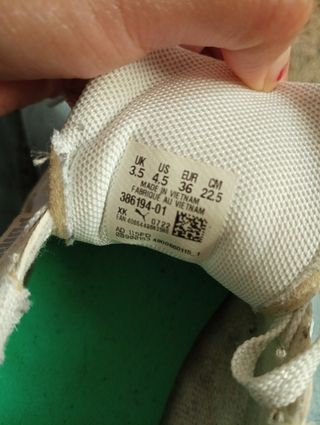 UK US EUR CM
3.5 4.5 36 22.5
MADE IN VIETNAM
FABRIQUÉ AU VIETNAM
386194-01
XK 0722